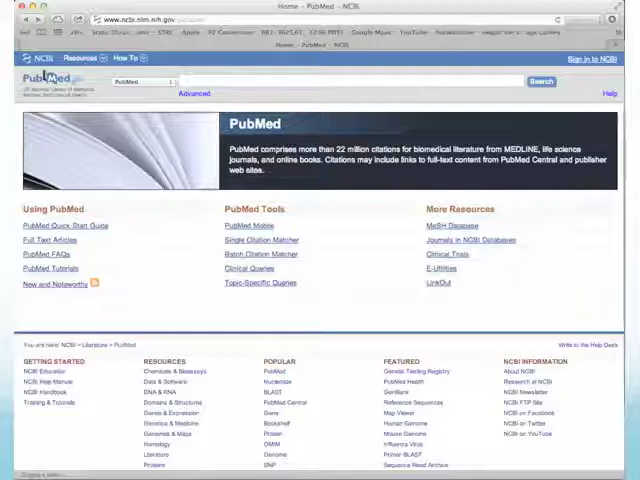 Home – PubMed – NCBI
www.ncbi.nlm.nih.gov
Home – PubMed – NCBI
NCBI Resources How To Sign in to NCBI
PubMed
PubMed
Search
Advanced
Help
PubMed
PubMed comprises more than 22 million citations for biomedical literature from MEDLINE, life science
journals, and online books. Citations may include links to full-text content from PubMed Central and publisher
web sites.
Using PubMed
PubMed Quick Start Guide
Full Text Articles
PubMed FAQs
PubMed Tutorials
New and Noteworthy
PubMed Tools
PubMed Mobile
Single Citation Matcher
Batch Citation Matcher
Clinical Queries
Topic-Specific Queries
More Resources
MeSH Database
Journals in NCBI Databases
Clinical Trials
E-Utilities
LinkOut
You are here: NCBI > Literature > PubMed
Write to the Help Desk
GETTING STARTED
NCBI Education
NCBI Help Manual
NCBI Handbook
Training & Tutorials
RESOURCES
Chemicals & Bioassays
Data & Software
DNA & RNA
Domains & Structures
Genes & Expression
Genetics & Medicine
Genomes & Maps
Homology
Literature
Proteins
POPULAR
PubMed
Nucleotide
BLAST
PubMed Central
Gene
Bookshelf
Protein
OMIM
Genome
SNP
FEATURED
Genetic Testing Registry
PubMed Health
GenBank
Reference Sequences
Map Viewer
Human Genome
Mouse Genome
Influenza Virus
Primer-BLAST
Sequence Read Archive
NCBI INFORMATION
About NCBI
Research at NCBI
NCBI Newsletter
NCBI FTP Site
NCBI on Facebook
NCBI on Twitter
NCBI on YouTube